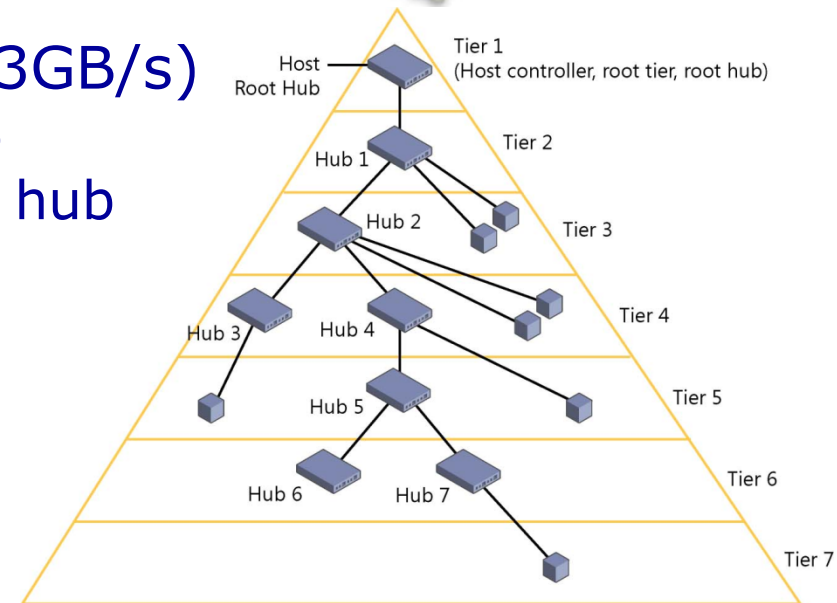 3GB/s)
hub
Host
Root Hub
Tier 1
(Host controller, root tier, root hub)
Hub 1
Tier 2
Hub 2
Tier 3
Hub 3
Hub 4
Tier 4
Hub 5
Tier 5
Hub 6
Hub 7
Tier 6
Tier 7